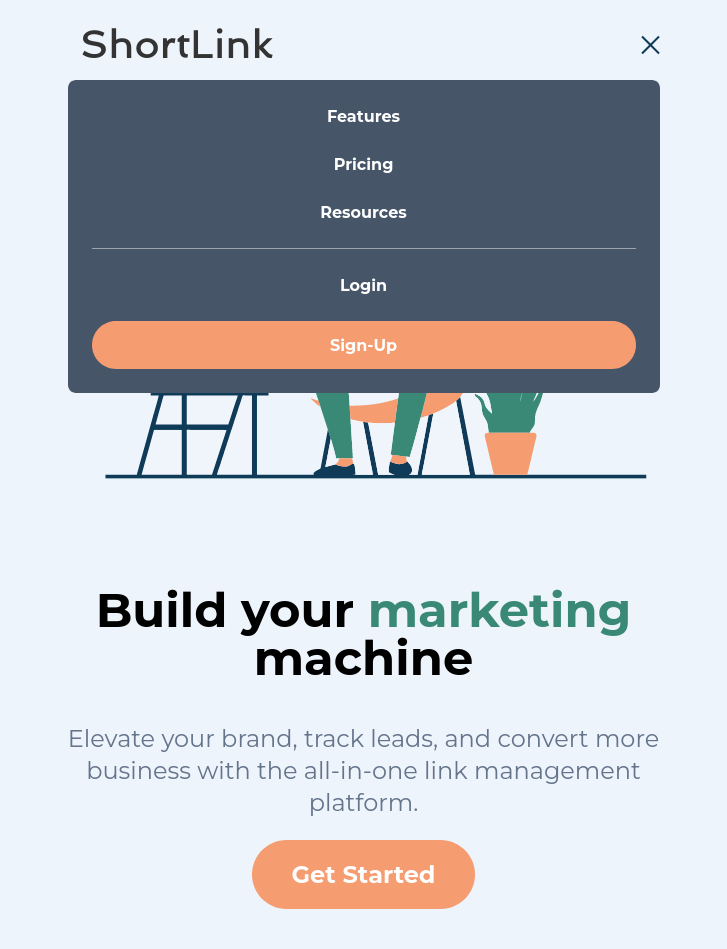 ShortLink
Features
Pricing
Resources
Login
Sign-Up
Build your marketing
machine
Elevate your brand, track leads, and convert more
business with the all-in-one link management
platform.
Get Started